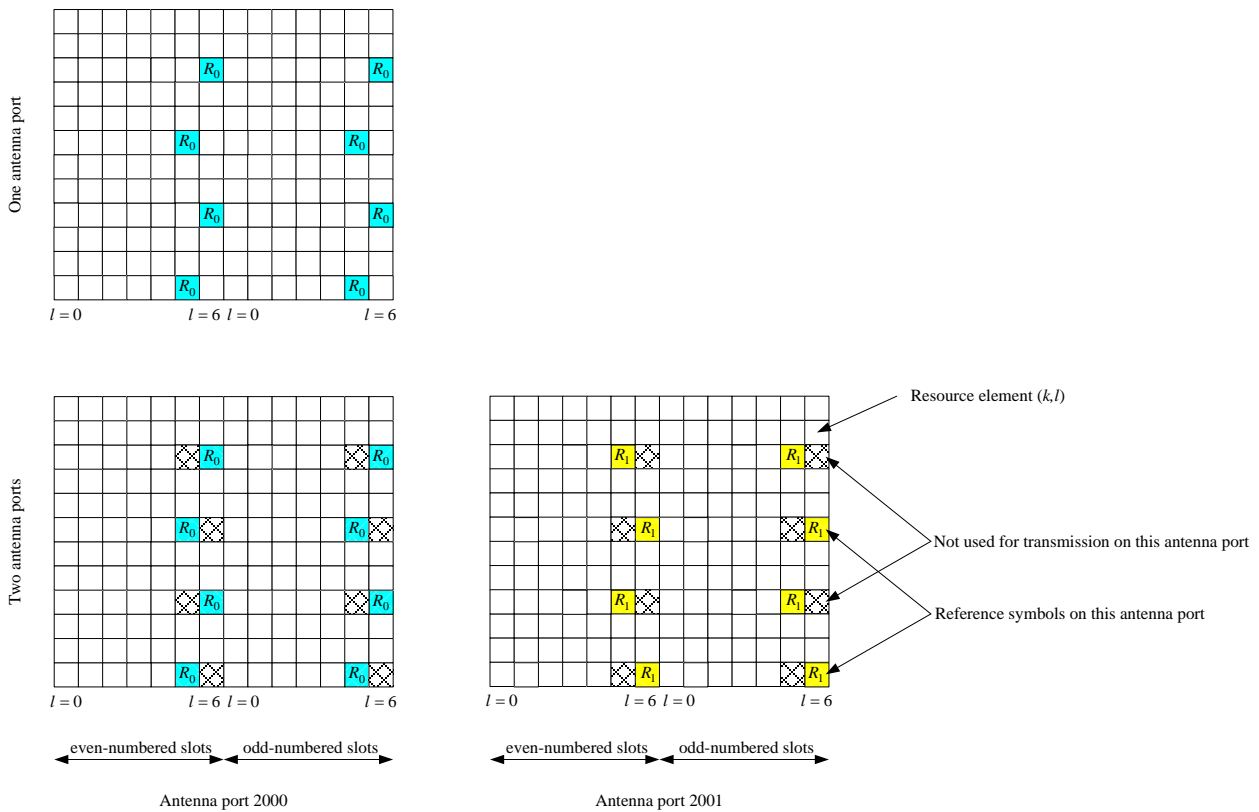 One antenna port
R0 R0
R0 R0
R0 R0
R0 R0
l = 0 l = 6 l = 0 l = 6
Two antenna ports
Resource element (k,l)
R0 R0 R1 R1
R0 R0 R1 R1
Not used for transmission on this antenna port
R0 R0 R1 R1
Reference symbols on this antenna port
R0 R0 R1 R1
l = 0 l = 6 l = 0 l = 6
l = 0 l = 6 l = 0 l = 6
even-numbered slots odd-numbered slots
even-numbered slots odd-numbered slots
Antenna port 2000
Antenna port 2001